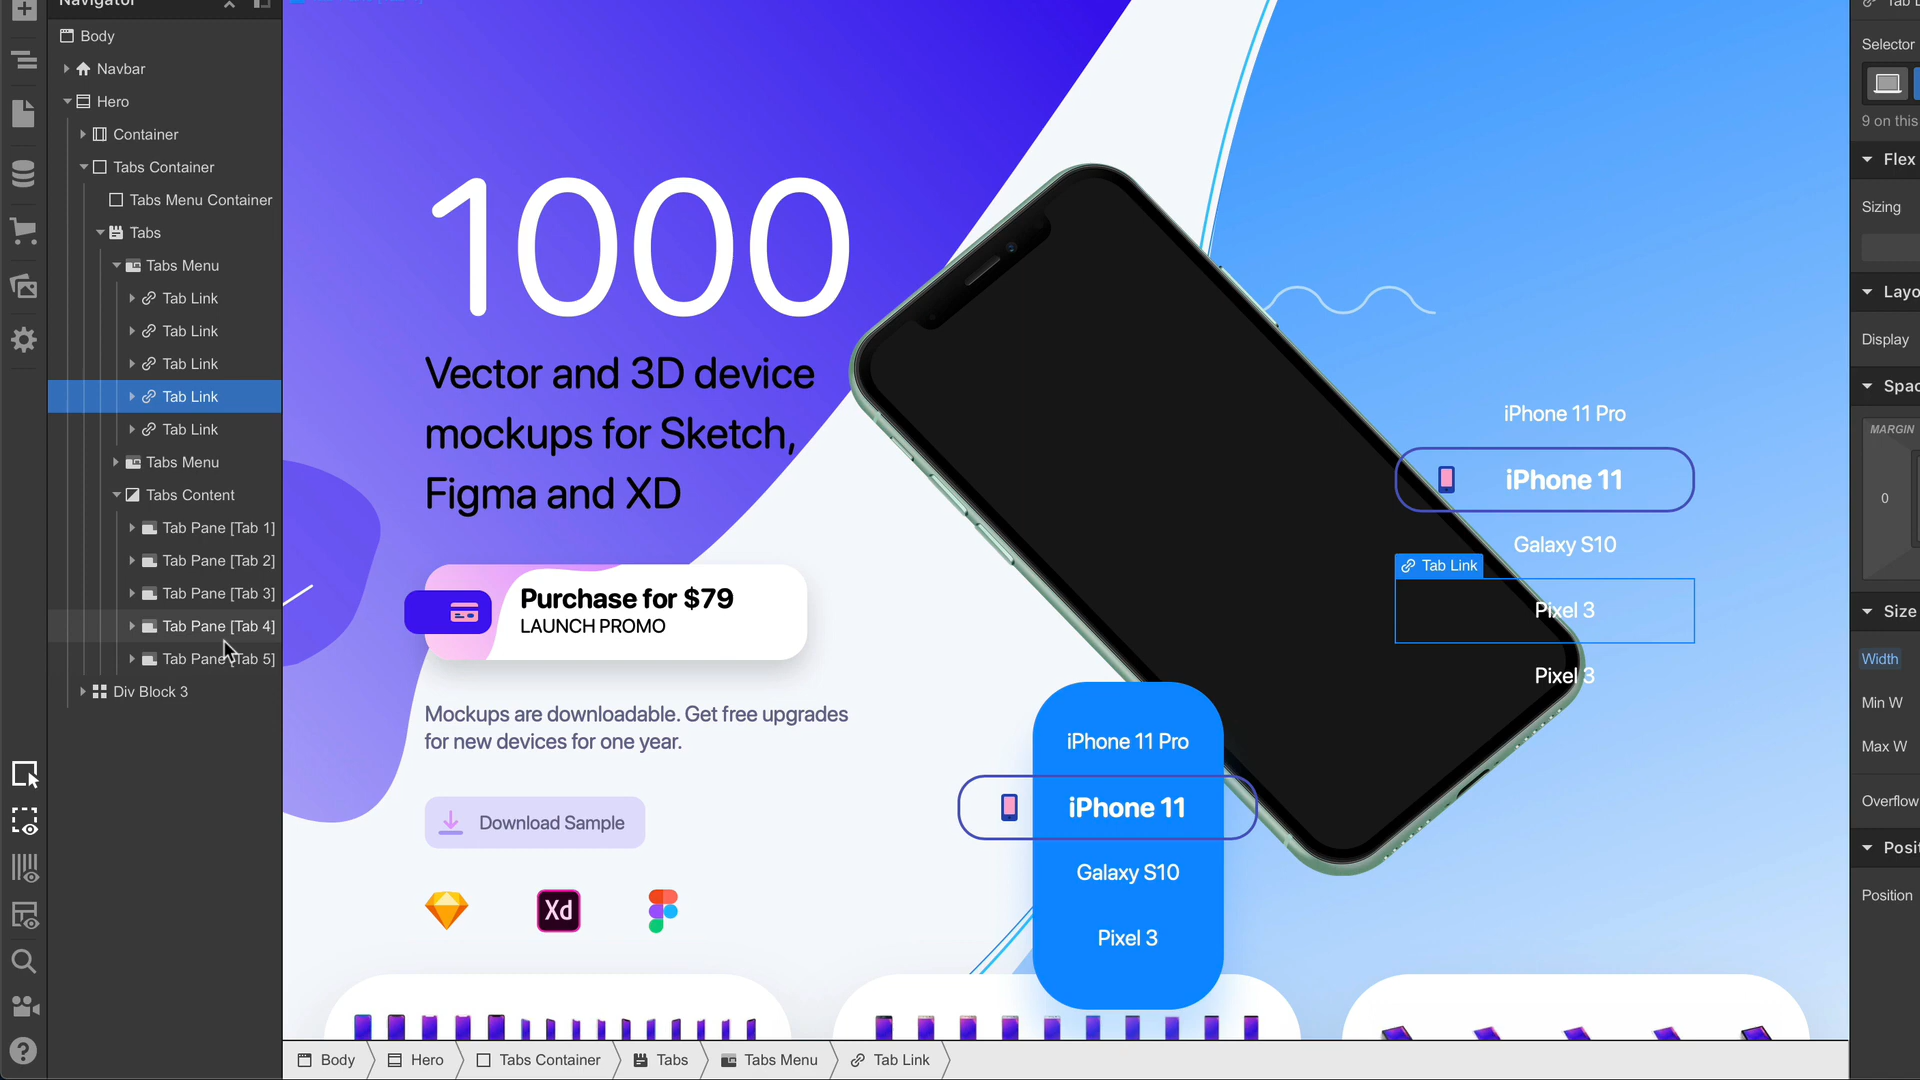 Navigator
Body
Navbar
Hero
Container
Tabs Container
Tabs Menu Container
Tabs
Tabs Menu
Tab Link
Tab Link
Tab Link
Tab Link
Tab Link
Tabs Menu
Tabs Content
Tab Pane [Tab 1]
Tab Pane [Tab 2]
Tab Pane [Tab 3]
Tab Pane [Tab 4]
Tab Pane [Tab 5]
Div Block 3
1000
Vector and 3D device
mockups for Sketch,
Figma and XD
Purchase for $79
LAUNCH PROMO
Mockups are downloadable. Get free upgrades
for new devices for one year.
Download Sample
Xd
iPhone 11 Pro
iPhone 11
Galaxy S10
Tab Link
Pixel 3
Pixel 3
iPhone 11 Pro
iPhone 11
Galaxy S10
Pixel 3
Body
Hero
Tabs Container
Tabs
Tabs Menu
Tab Link
Selector
9 on this
Flex
Sizing
Layo
Display
Spac
MARGIN
0
Size
Width
Min W
Max W
Overflow
Posit
Position